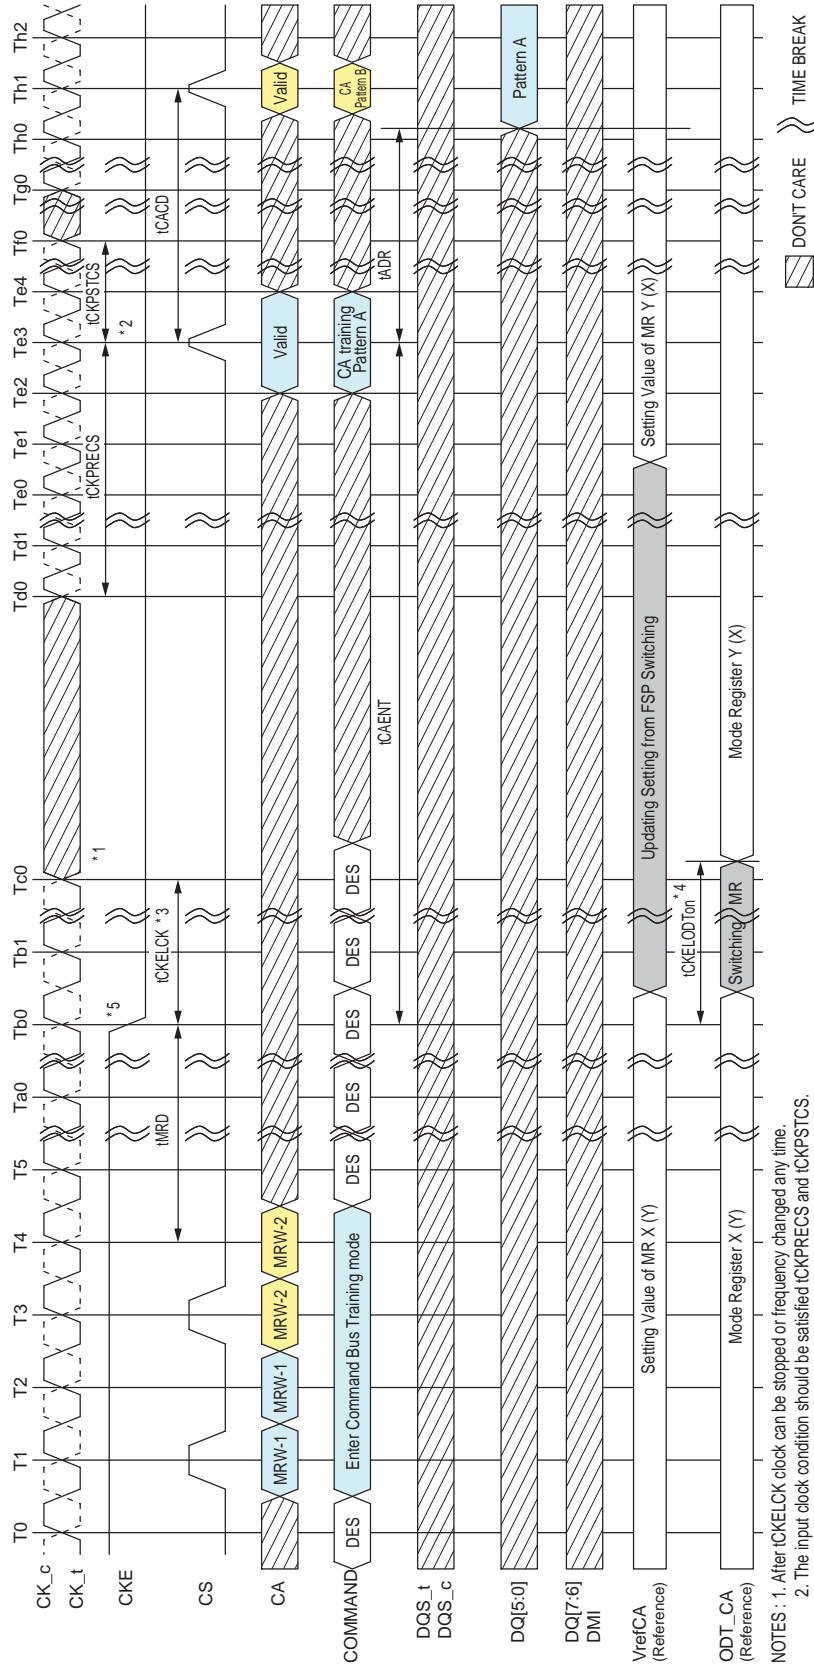 T0 T1 T2 T3 T4 T5 Ta0 Tb0 Tb1 Tc0 Td0 Td1 Te0 Te1 Te2 Te3 Te4 Tf0 Tg0 Th0 Th1 Th2
CK_c
CK_t
*1
tCKPRECS
tCKPSTCS
*2
CKE
*5
tMRD
tCKELCK *3
tCACD
CS
CA
MRW-1 MRW-1 MRW-2 MRW-2 Valid Valid
COMMAND
DES Enter Command Bus Training mode DES DES DES DES DES
CA training
Pattern A
CA
Pattern B
tCAENT
tADR
DQS_t
DQS_c
DQ[5:0]
Pattern A
DQ[7:6]
DMI
VrefCA
(Reference)
Setting Value of MR X (Y) Updating Setting from FSP Switching Setting Value of MR Y (X)
tCKELODTon *4
ODT_CA
(Reference)
Mode Register X (Y) Switching MR Mode Register Y (X)
NOTES : 1. After tCKELCK clock can be stopped or frequency changed any time.
2. The input clock condition should be satisfied tCKPRECS and tCKPSTCS.
DON'T CARE
TIME BREAK